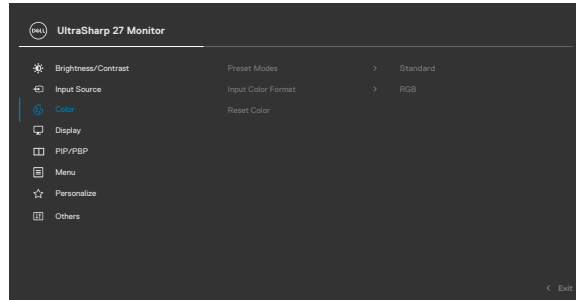 DELL UltraSharp 27 Monitor
Brightness/Contrast Preset Modes > Standard
Input Source Input Color Format > RGB
Color Reset Color
Display
PIP/PBP
Menu
Personalize
Others
< Exit